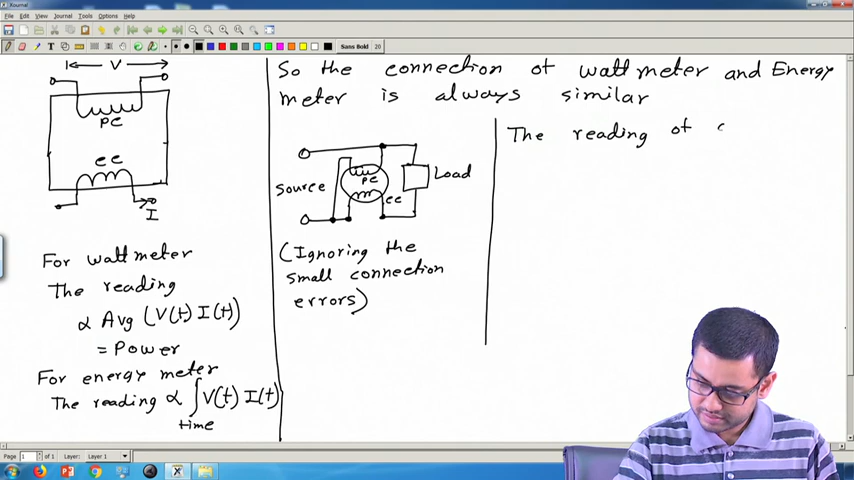 Xournal
File Edit View Journal Tools Options Help
Sans Bold 20
V
PC
CC
I
For wattmeter
The reading
∝ Avg (V(t) I(t))
= Power
For energy meter
The reading ∝ ∫ V(t) I(t)
time
So the connection of wattmeter and Energy
meter is always similar
Source
PC
CC
Load
(Ignoring the
small connection
errors)
The reading of
Page 1 of 1 Layer: Layer 1